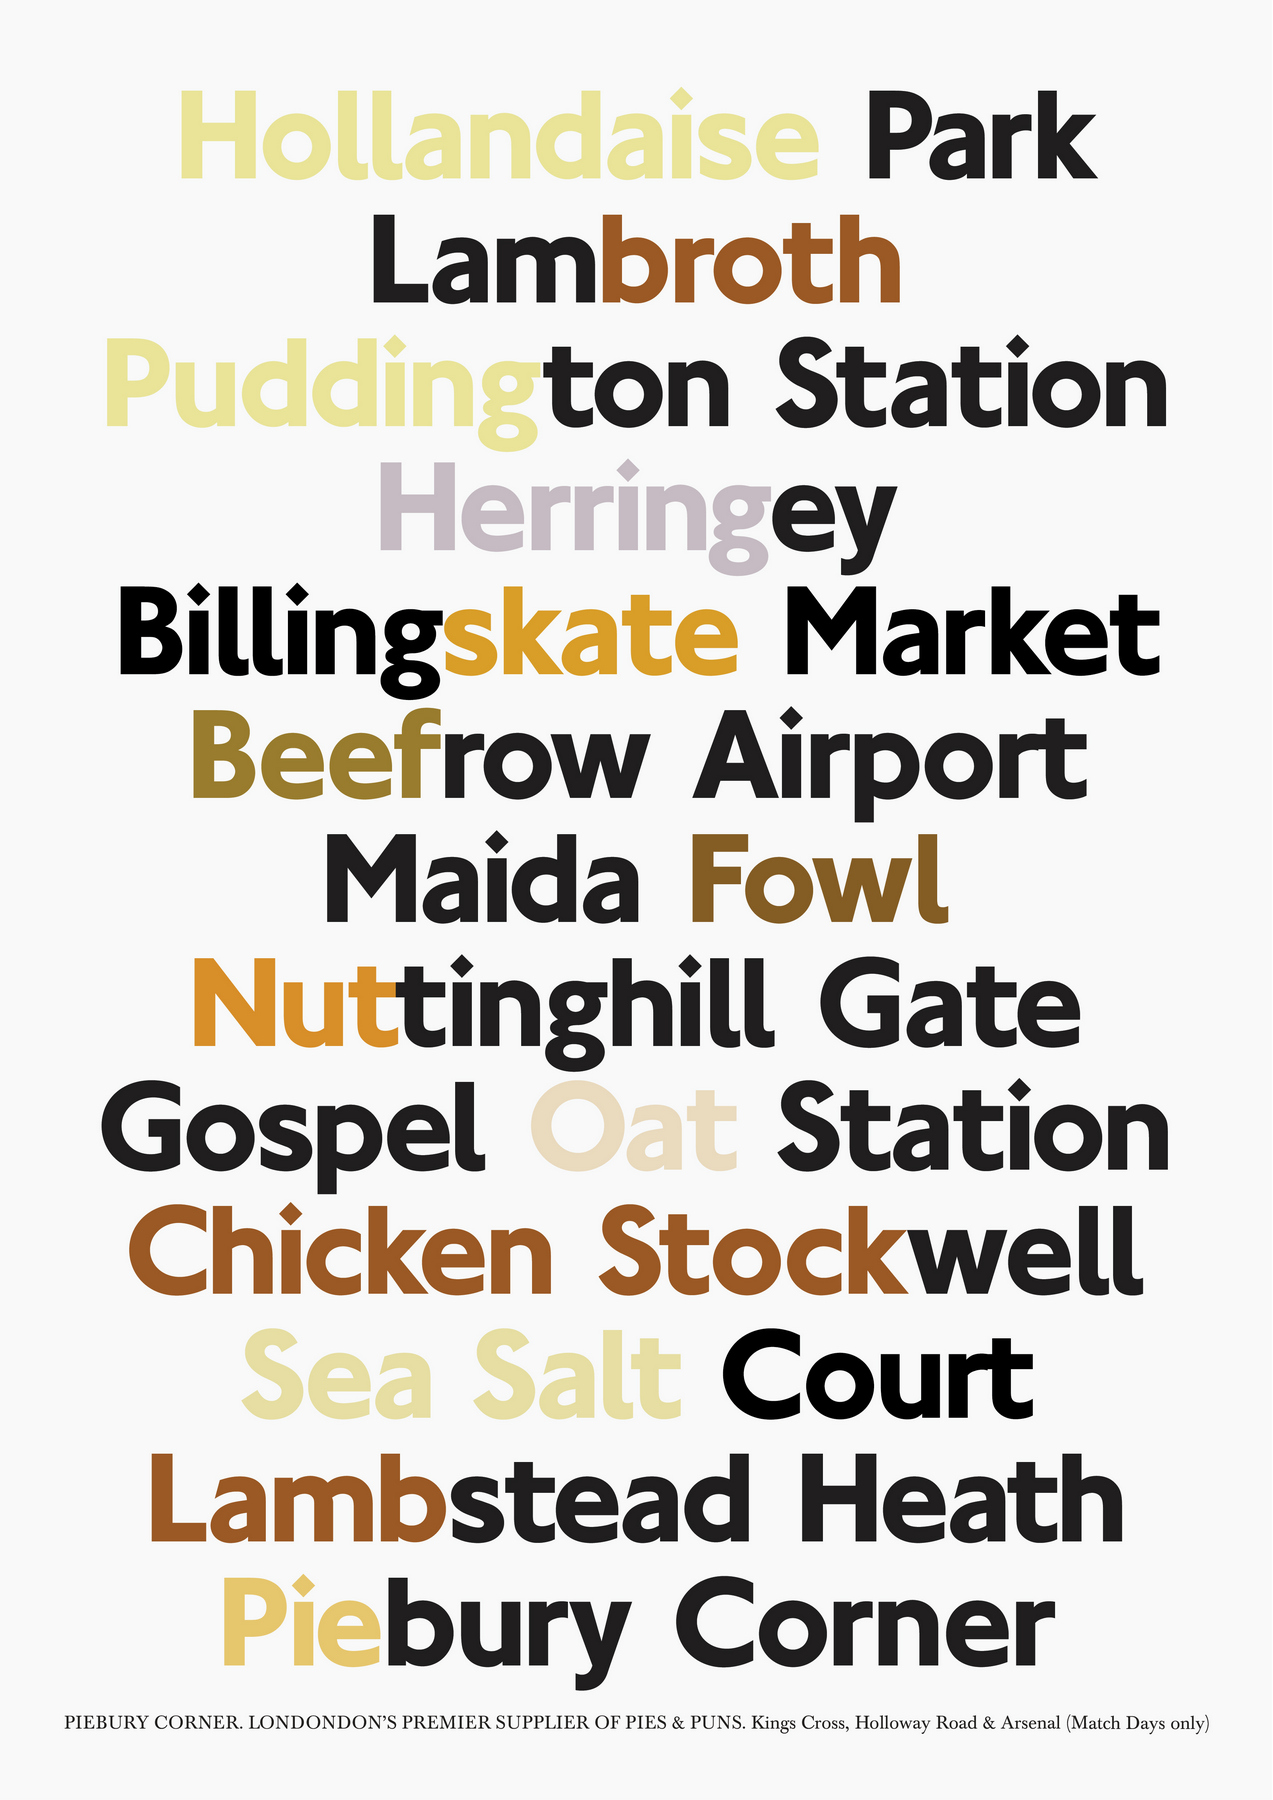 Hollandaise Park
Lambroth
Puddington Station
Herringey
Billingskate Market
Beefrow Airport
Maida Fowl
Nuttinghill Gate
Gospel Oat Station
Chicken Stockwell
Sea Salt Court
Lambstead Heath
Piebury Corner
PIEBURY CORNER. LONDONDON'S PREMIER SUPPLIER OF PIES & PUNS. Kings Cross, Holloway Road & Arsenal (Match Days only)